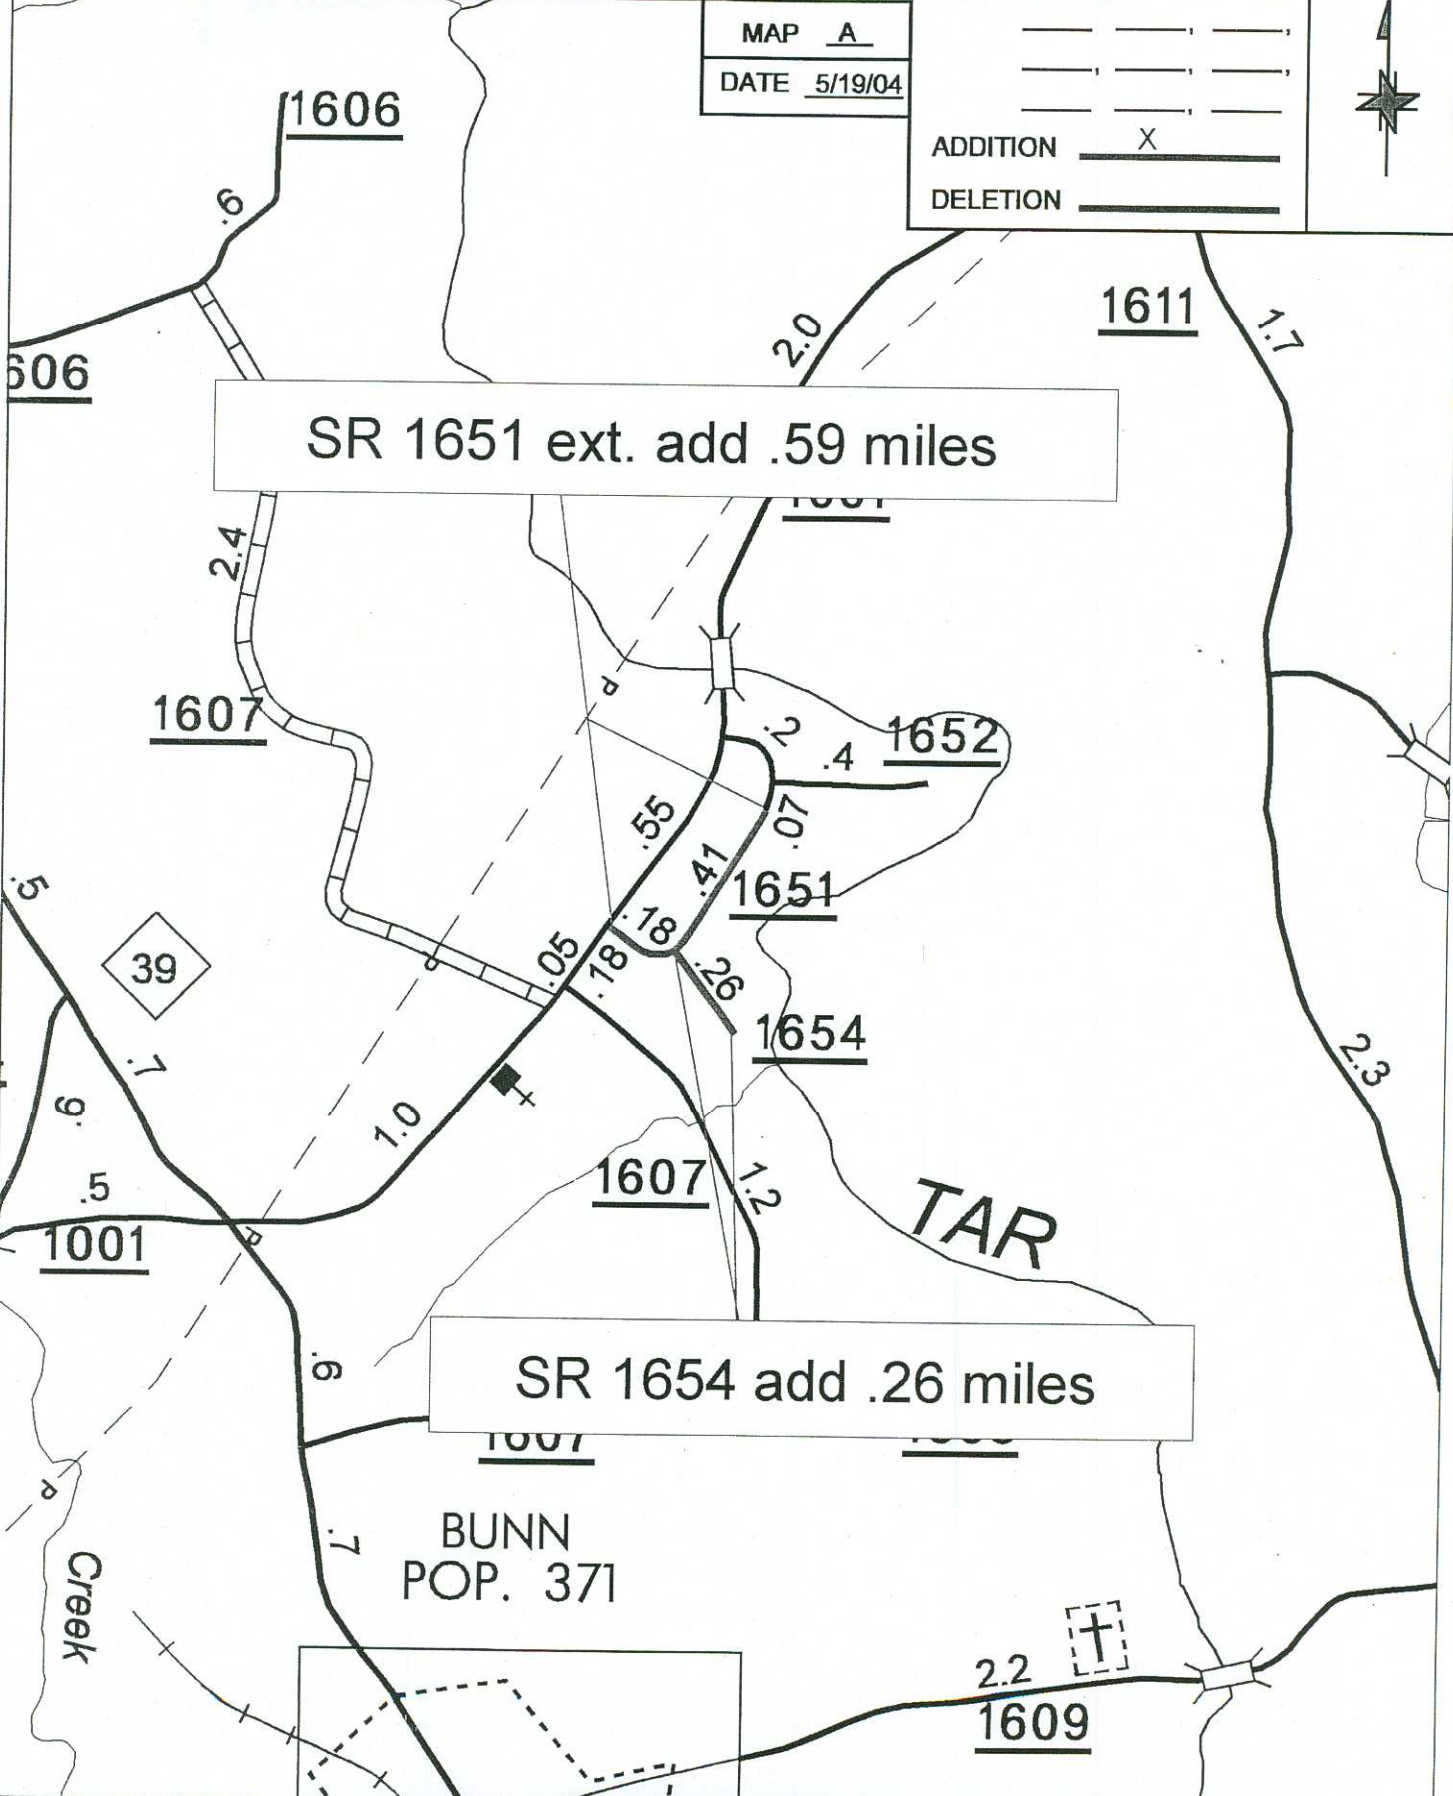 MAP A
DATE 5/19/04
ADDITION X
DELETION
1606
.6
606
1611
1.7
2.0
SR 1651 ext. add .59 miles
2.4
1607
.2
1652
.4
.55
.07
.41
1651
.18
.05
.18
.26
1654
P
P
.5
39
.7
.6
1.0
.5
1001
P
1607
1.2
2.3
TAR
.6
SR 1654 add .26 miles
1607
P
.7
BUNN
POP. 371
Creek
2.2
1609